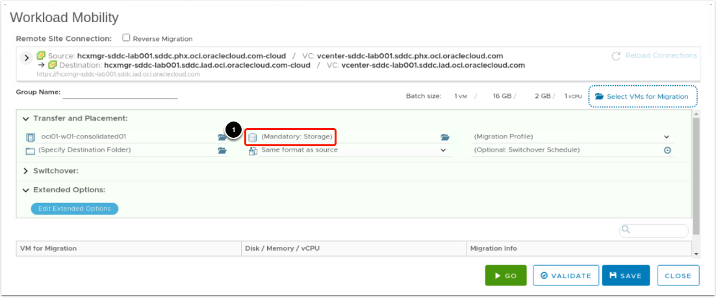 Workload Mobility
Remote Site Connection: Reverse Migration
Source: hcxmgr-sddc-lab001.sddc.phx.ocl.oraclecloud.com-cloud / VC: vcenter-sddc-lab001.sddc.phx.oci.oraclecloud.com
→ Destination: hcxmgr-sddc-lab001.sddc.iad.oci.oraclecloud.com-cloud / VC: vcenter-sddc-lab001.sddc.iad.oci.oraclecloud.com
https://hcxmgr-sddc-lab001.sddc.iad.oci.oraclecloud.com
Reload Connections
Group Name:
Batch size: 1 VM / 16 GB / 2 GB / 1 vCPU
Select VMs for Migration
Transfer and Placement:
1
oci01-w01-consolidated01 (Mandatory: Storage) (Migration Profile)
(Specify Destination Folder) Same format as source (Optional: Switchover Schedule)
Switchover:
Extended Options:
Edit Extended Options
VM for Migration Disk / Memory / vCPU Migration Info
GO VALIDATE SAVE CLOSE